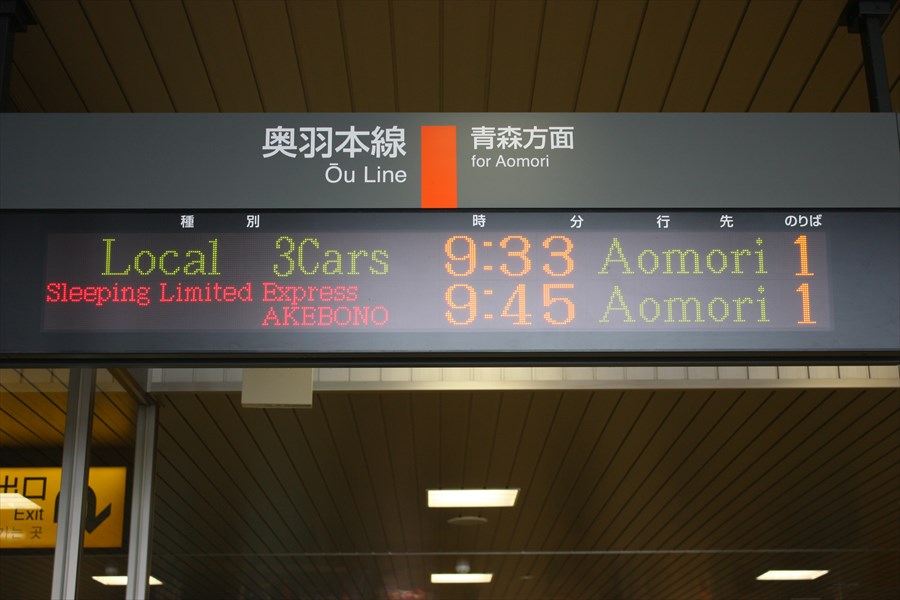 奥羽本線 青森方面
Ōu Line for Aomori
種別 時 分 行先 のりば
Local 3Cars 9:33 Aomori 1
Sleeping Limited Express
AKEBONO 9:45 Aomori 1
出口
Exit
는 곳